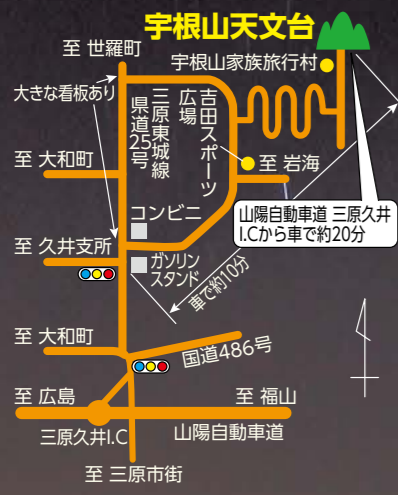 宇根山天文台
至 世羅町
宇根山家族旅行村
大きな看板あり
三原東城線
県道25号
吉田スポーツ
広場
至 大和町
至 岩海
山陽自動車道 三原久井
I.Cから車で約20分
コンビニ
至 久井支所
ガソリン
スタンド
車で約10分
至 大和町
国道486号
至 広島
至 福山
三原久井I.C
山陽自動車道
至 三原市街